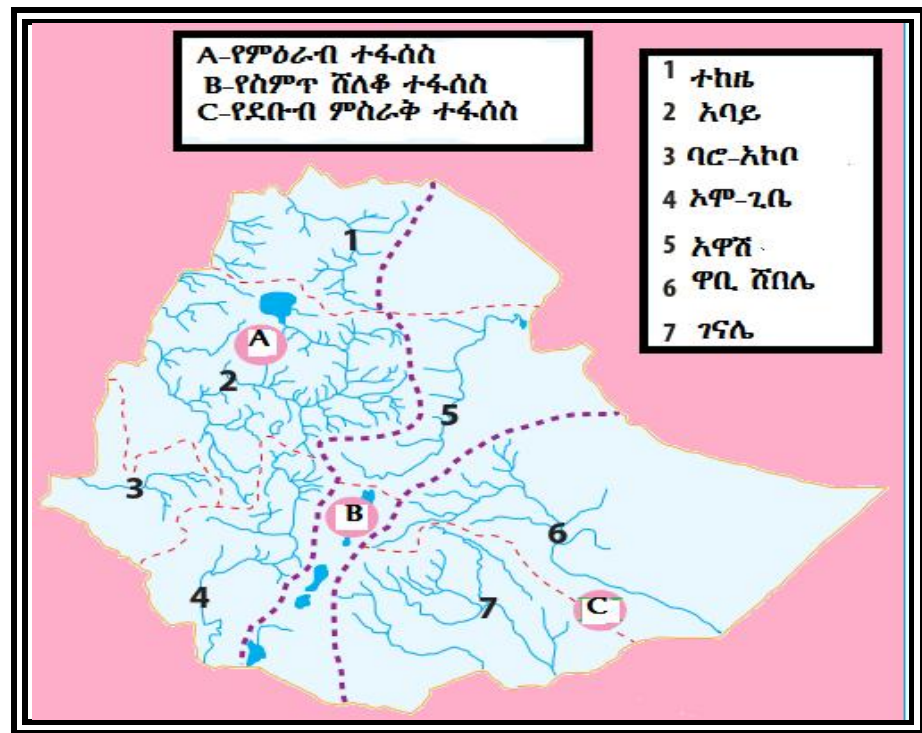 A-የምዕራብ ተፋሰስ
B-የስምጥ ሸለቆ ተፋሰስ
C-የደቡብ ምስራቅ ተፋሰስ
1 ተከዜ
2 አባይ
3 ባሮ-አኮቦ
4 ኦሞ-ጊቤ
5 አዋሽ
6 ዋቢ ሸበሌ
7 ገናሌ
1
A
2
5
3
B
6
4
7
C